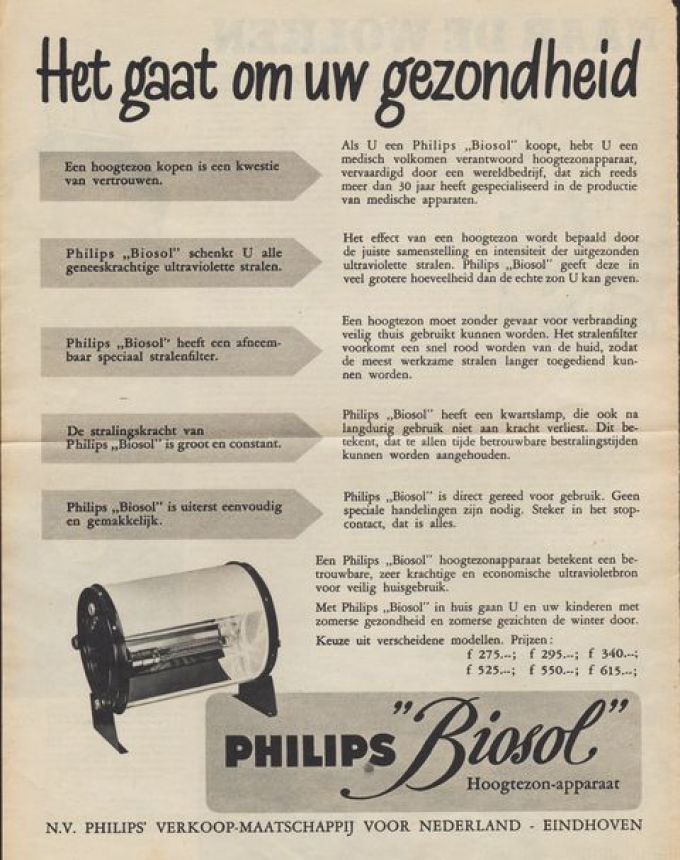 Het gaat om uw gezondheid
Een hoogtezon kopen is een kwestie
van vertrouwen.
Als U een Philips „Biosol" koopt, hebt U een
medisch volkomen verantwoord hoogtezonapparaat,
vervaardigd door een wereldbedrijf, dat zich reeds
meer dan 30 jaar heeft gespecialiseerd in de productie
van medische apparaten.
Philips „Biosol" schenkt U alle
geneeskrachtige ultraviolette stralen.
Het effect van een hoogtezon wordt bepaald door
de juiste samenstelling en intensiteit der uitgezonden
ultraviolette stralen. Philips „Biosol" geeft deze in
veel grotere hoeveelheid dan de echte zon U kan geven.
Philips „Biosol" heeft een afneem-
baar speciaal stralenfilter.
Een hoogtezon moet zonder gevaar voor verbranding
veilig thuis gebruikt kunnen worden. Het stralenfilter
voorkomt een snel rood worden van de huid, zodat
de meest werkzame stralen langer toegediend kun-
nen worden.
De stralingskracht van
Philips „Biosol" is groot en constant.
Philips „Biosol" heeft een kwartslamp, die ook na
langdurig gebruik niet aan kracht verliest. Dit be-
tekent, dat te allen tijde betrouwbare bestralingstijden
kunnen worden aangehouden.
Philips „Biosol" is uiterst eenvoudig
en gemakkelijk.
Philips „Biosol" is direct gereed voor gebruik. Geen
speciale handelingen zijn nodig. Steker in het stop-
contact, dat is alles.
Een Philips „Biosol" hoogtezonapparaat betekent een be-
trouwbare, zeer krachtige en economische ultravioletbron
voor veilig huisgebruik.
Met Philips „Biosol" in huis gaan U en uw kinderen met
zomerse gezondheid en zomerse gezichten de winter door.
Keuze uit verscheidene modellen. Prijzen:
f 275.--; f 295.--; f 340.--;
f 525.--; f 550.--; f 615.--;
PHILIPS "Biosol"
Hoogtezon-apparaat
N.V. PHILIPS' VERKOOP-MAATSCHAPPIJ VOOR NEDERLAND - EINDHOVEN